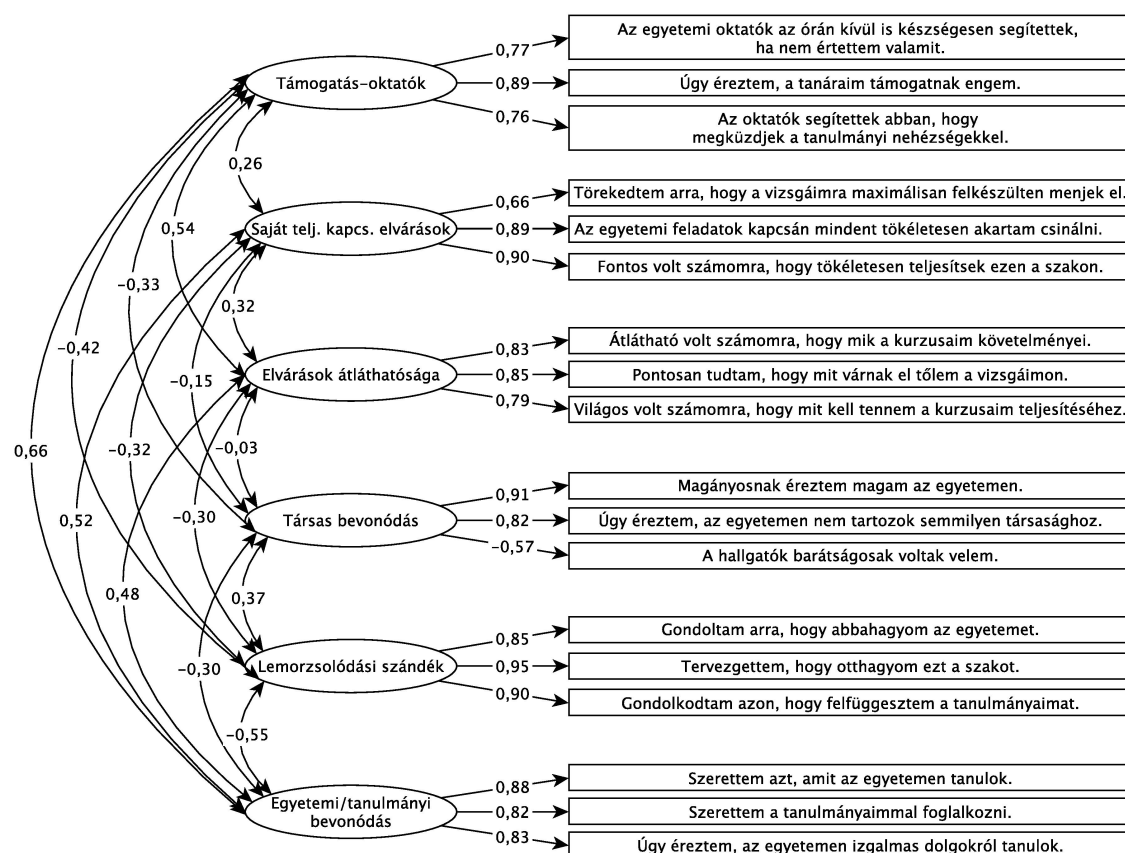 Támogatás–oktatók
0,77
Az egyetemi oktatók az órán kívül is készségesen segítettek,
ha nem értettem valamit.
0,89
Úgy éreztem, a tanáraim támogatnak engem.
0,76
Az oktatók segítettek abban, hogy
megküzdjek a tanulmányi nehézségekkel.
0,26
Saját telj. kapcs. elvárások
0,66
Törekedtem arra, hogy a vizsgáimra maximálisan felkészülten menjek el.
0,89
Az egyetemi feladatok kapcsán mindent tökéletesen akartam csinálni.
0,90
Fontos volt számomra, hogy tökéletesen teljesítsek ezen a szakon.
0,54
−0,33
0,32
−0,42
Elvárások átláthatósága
0,83
Átlátható volt számomra, hogy mik a kurzusaim követelményei.
0,85
Pontosan tudtam, hogy mit várnak el tőlem a vizsgáimon.
0,79
Világos volt számomra, hogy mit kell tennem a kurzusaim teljesítéséhez.
−0,15
0,66
−0,32
−0,03
Társas bevonódás
0,91
Magányosnak éreztem magam az egyetemen.
0,82
Úgy éreztem, az egyetemen nem tartozok semmilyen társasághoz.
−0,57
A hallgatók barátságosak voltak velem.
0,52
−0,30
0,48
0,37
Lemorzsolódási szándék
0,85
Gondoltam arra, hogy abbahagyom az egyetemet.
0,95
Tervezgettem, hogy otthagyom ezt a szakot.
0,90
Gondolkodtam azon, hogy felfüggesztem a tanulmányaimat.
−0,30
−0,55
Egyetemi/tanulmányi
bevonódás
0,88
Szerettem azt, amit az egyetemen tanulok.
0,82
Szerettem a tanulmányaimmal foglalkozni.
0,83
Úgy éreztem, az egyetemen izgalmas dolgokról tanulok.